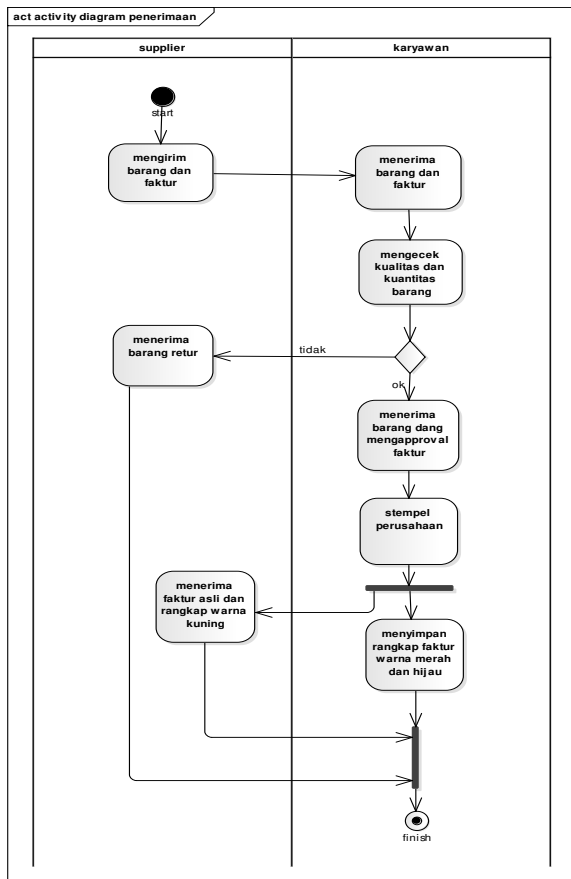 act activity diagram penerimaan
supplier
karyawan
start
mengirim
barang dan
faktur
menerima
barang dan
faktur
mengecek
kualitas dan
kuantitas
barang
tidak
menerima
barang retur
ok
menerima
barang dang
mengapproval
faktur
stempel
perusahaan
menerima
faktur asli dan
rangkap warna
kuning
menyimpan
rangkap faktur
warna merah
dan hijau
finish